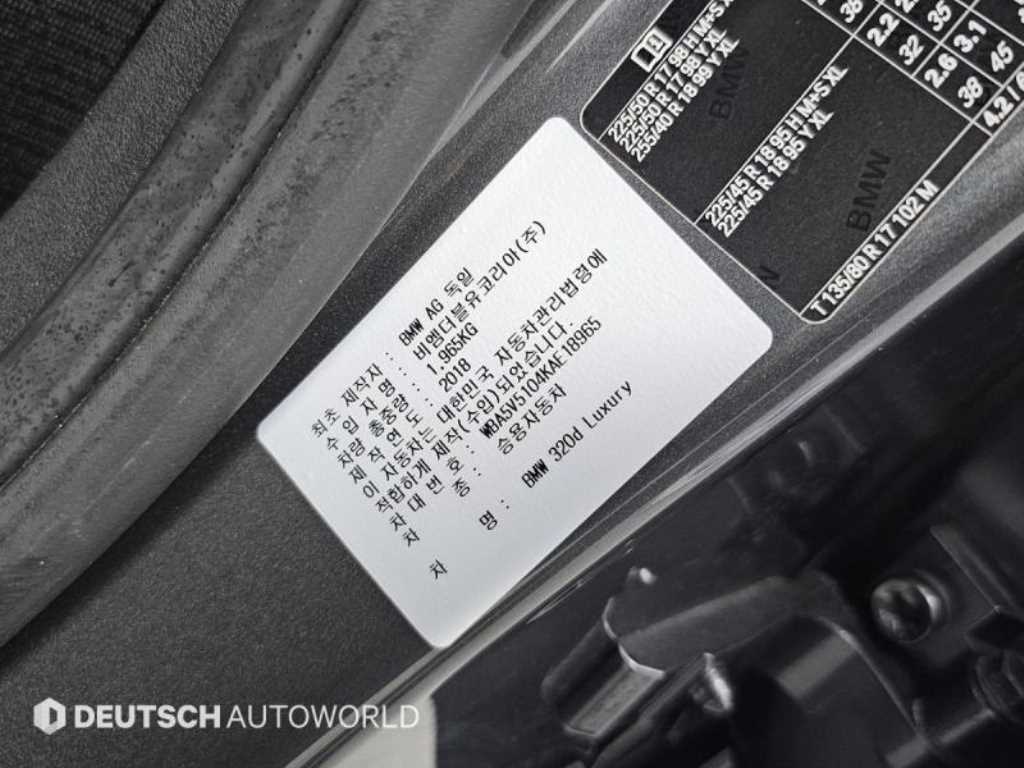 최초 제작자 : BMW AG 독일
수 입 자 명 : 비엠더블유코리아(주)
차량 총중량 : 1,965KG
제 작 연 도 : 2018
이 자동차는 대한민국 자동차관리법령에
적합하게 제작(수입)되었습니다.
차 대 번 호 : WBA5V5104KAE18965
차 종 : 승용자동차
차 명 : BMW 320d Luxury
225/50 R 17 98 H M+S XL
225/50 R 17 98 Y XL
255/40 R 18 99 Y XL
225/45 R 18 95 H M+S XL
225/45 R 18 95 Y XL
T 135/80 R 17 102 M
38
2.2
32
35
2.6
38
3.1
45
BMW
BMW
DEUTSCH AUTOWORLD